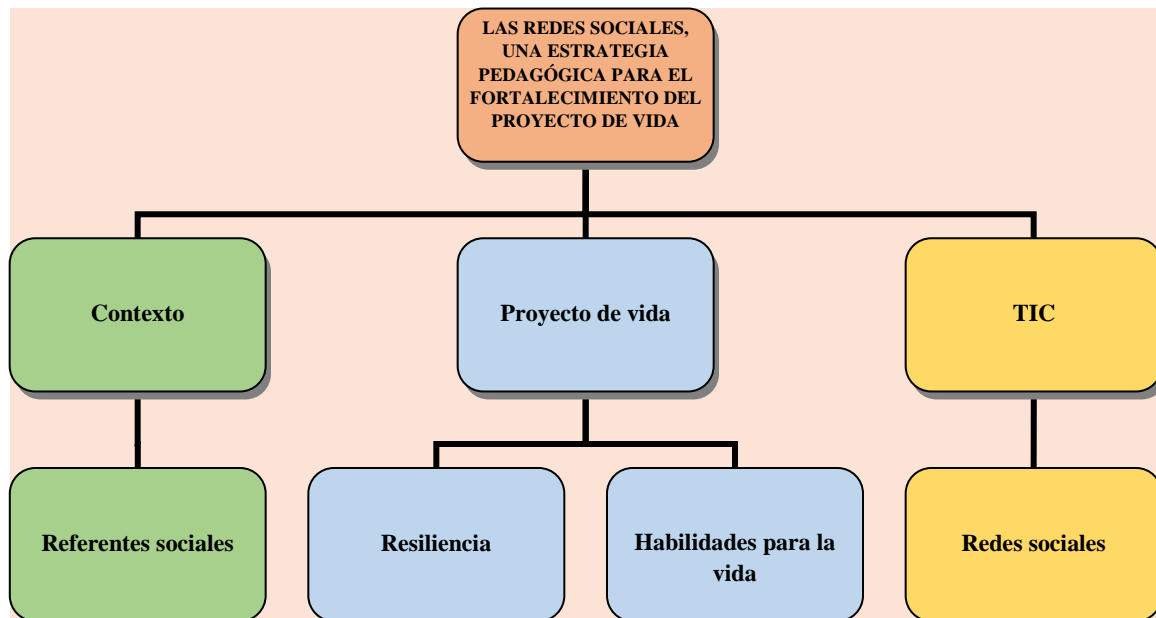 LAS REDES SOCIALES,
UNA ESTRATEGIA
PEDAGÓGICA PARA EL
FORTALECIMIENTO DEL
PROYECTO DE VIDA
Contexto
Proyecto de vida
TIC
Referentes sociales
Resiliencia
Habilidades para la
vida
Redes sociales